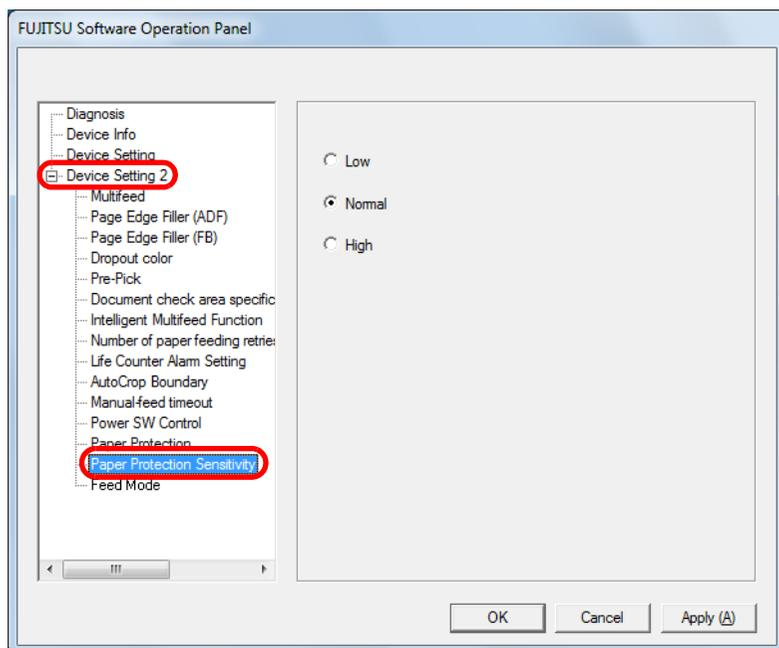 FUJITSU Software Operation Panel
Diagnosis
Device Info
Device Setting
Device Setting 2
Multifeed
Page Edge Filler (ADF)
Page Edge Filler (FB)
Dropout color
Pre-Pick
Document check area specific
Intelligent Multifeed Function
Number of paper feeding retries
Life Counter Alarm Setting
AutoCrop Boundary
Manual-feed timeout
Power SW Control
Paper Protection
Paper Protection Sensitivity
Feed Mode
Low
Normal
High
OK
Cancel
Apply (A)